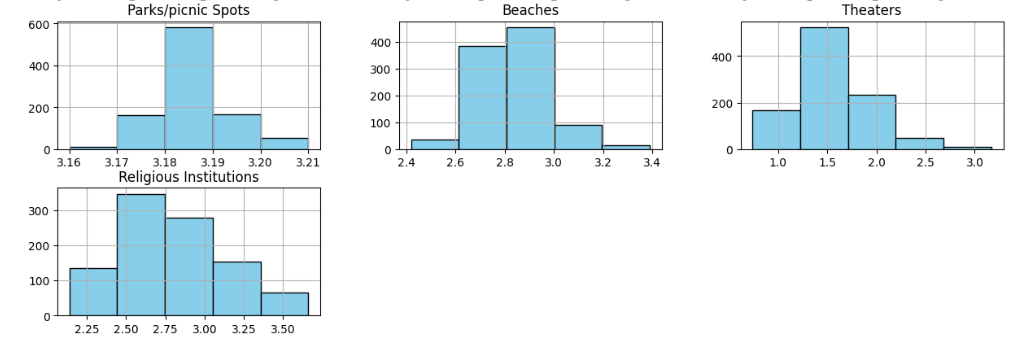 Parks/picnic Spots
Beaches
Theaters
600
400
200
0
3.16 3.17 3.18 3.19 3.20 3.21
400
300
200
100
0
2.4 2.6 2.8 3.0 3.2 3.4
400
200
0
1.0 1.5 2.0 2.5 3.0
Religious Institutions
300
200
100
0
2.25 2.50 2.75 3.00 3.25 3.50